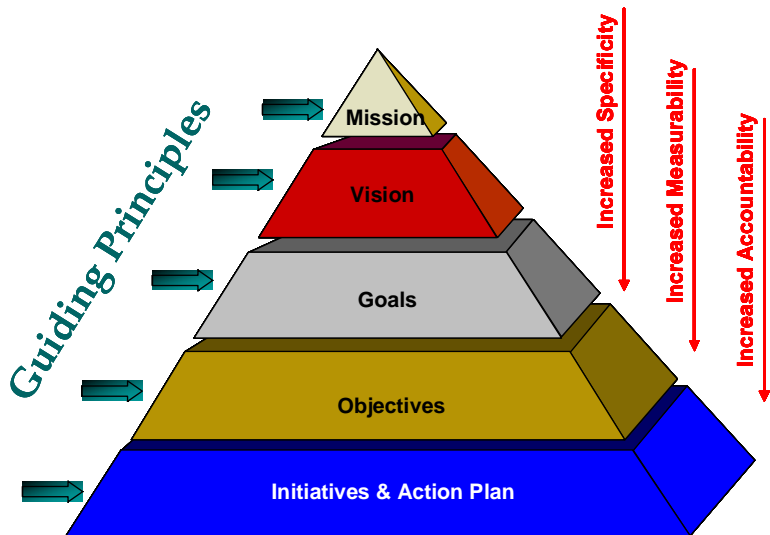 Guiding Principles
Mission
Vision
Goals
Objectives
Initiatives & Action Plan
Increased Specificity
Increased Measurability
Increased Accountability